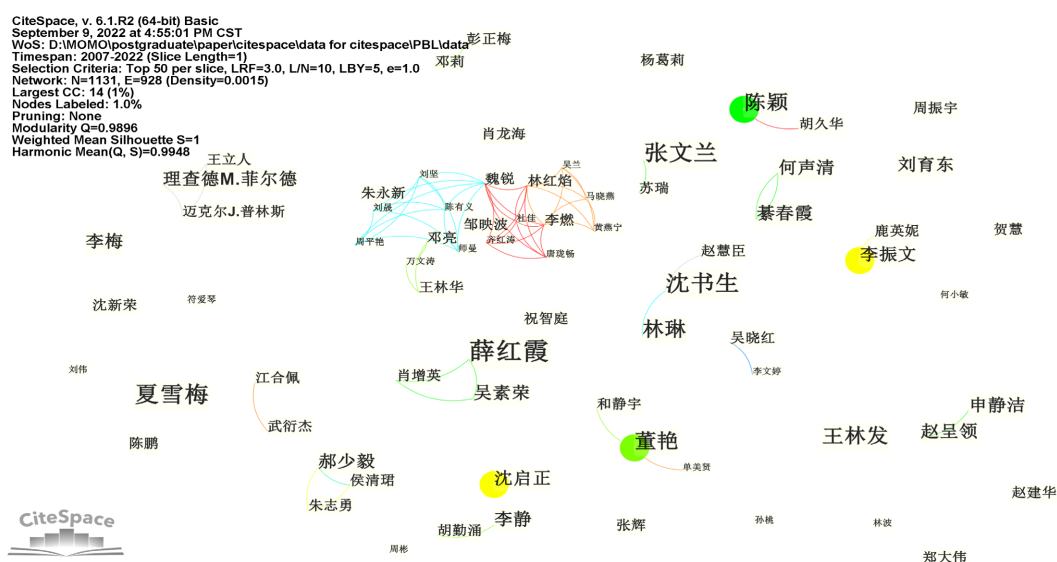 CiteSpace, v. 6.1.R2 (64-bit) Basic
September 9, 2022 at 4:55:01 PM CST
WoS: D:\MOMO\postgraduate\paper\citespace\data for citespace\PBL\data
Timespan: 2007-2022 (Slice Length=1)
Selection Criteria: Top 50 per slice, LRF=3.0, L/N=10, LBY=5, e=1.0
Network: N=1131, E=928 (Density=0.0015)
Largest CC: 14 (1%)
Nodes Labeled: 1.0%
Pruning: None
Modularity Q=0.9896
Weighted Mean Silhouette S=1
Harmonic Mean(Q, S)=0.9948
彭正梅
邓莉
杨葛莉
陈颖
胡久华
周振宇
肖龙海
张文兰
苏瑞
何声清
綦春霞
刘育东
王立人
理查德M.菲尔德
迈克尔J.普林斯
朱永新
刘坚
魏锐
林红焰
吴兰
马晓燕
刘晟
陈有义
杜佳
邹映波
李燃
黄燕宁
周平艳
邓亮
师曼
齐红涛
唐珑畅
万文涛
王林华
李梅
沈新荣
符爱琴
赵慧臣
沈书生
林琳
鹿英妮
李振文
贺慧
何小敏
祝智庭
吴晓红
李文婷
薛红霞
肖增英
吴素荣
刘伟
夏雪梅
江合佩
武衍杰
陈鹏
和静宇
董艳
单美贤
王林发
申静洁
赵呈领
郝少毅
侯清珺
朱志勇
沈启正
李静
胡勤涌
周彬
张辉
孙桃
林波
赵建华
郑大伟
CiteSpace